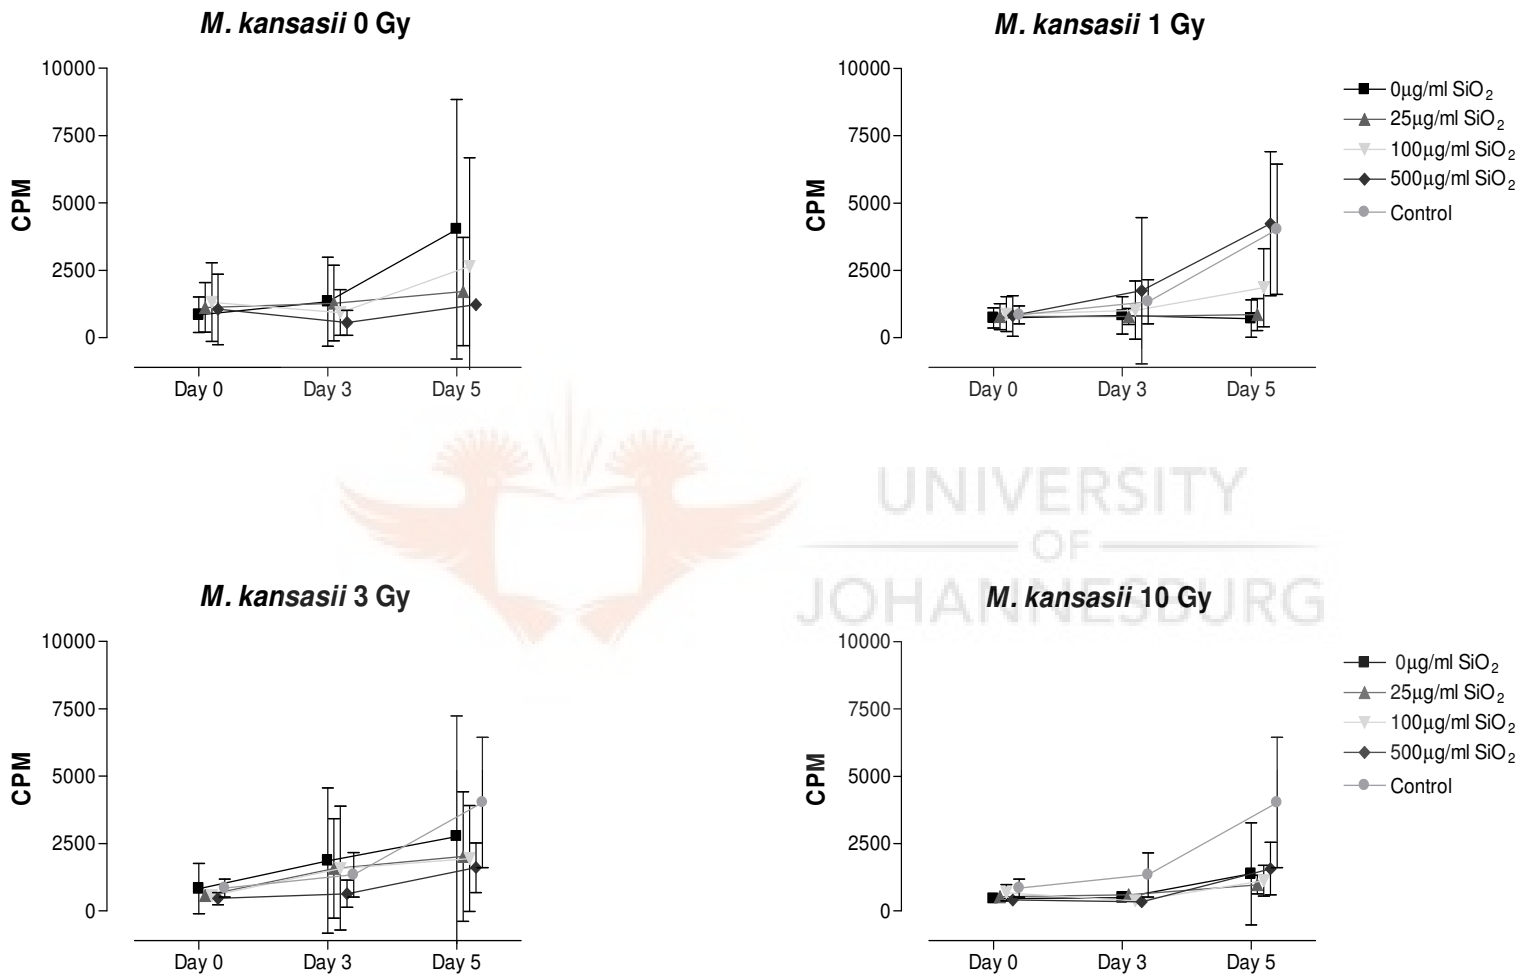 M. kansasii 0 Gy
10000
7500
5000
2500
0
CPM
Day 0 Day 3 Day 5
M. kansasii 1 Gy
10000
7500
5000
2500
0
CPM
Day 0 Day 3 Day 5
0µg/ml SiO2
25µg/ml SiO2
100µg/ml SiO2
500µg/ml SiO2
Control
UNIVERSITY
OF
JOHANNESBURG
M. kansasii 3 Gy
10000
7500
5000
2500
0
CPM
Day 0 Day 3 Day 5
M. kansasii 10 Gy
10000
7500
5000
2500
0
CPM
Day 0 Day 3 Day 5
0µg/ml SiO2
25µg/ml SiO2
100µg/ml SiO2
500µg/ml SiO2
Control